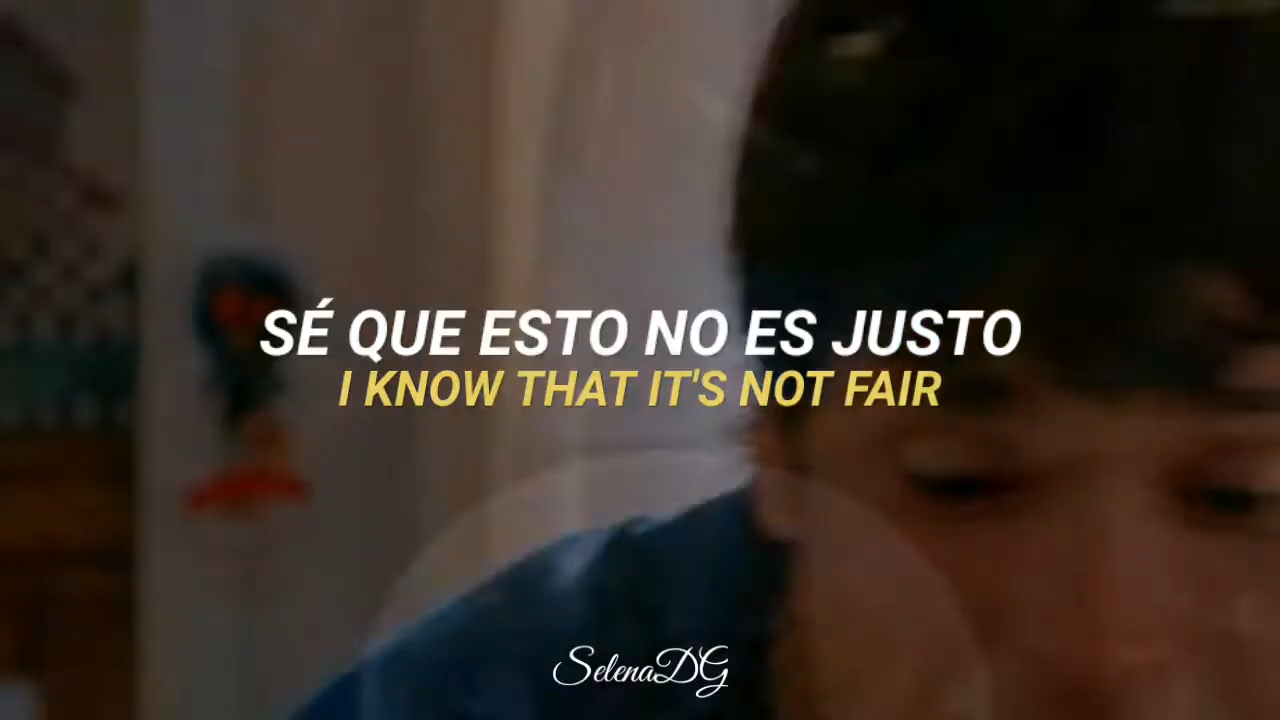 SÉ QUE ESTO NO ES JUSTO
I KNOW THAT IT'S NOT FAIR
SelenaDG